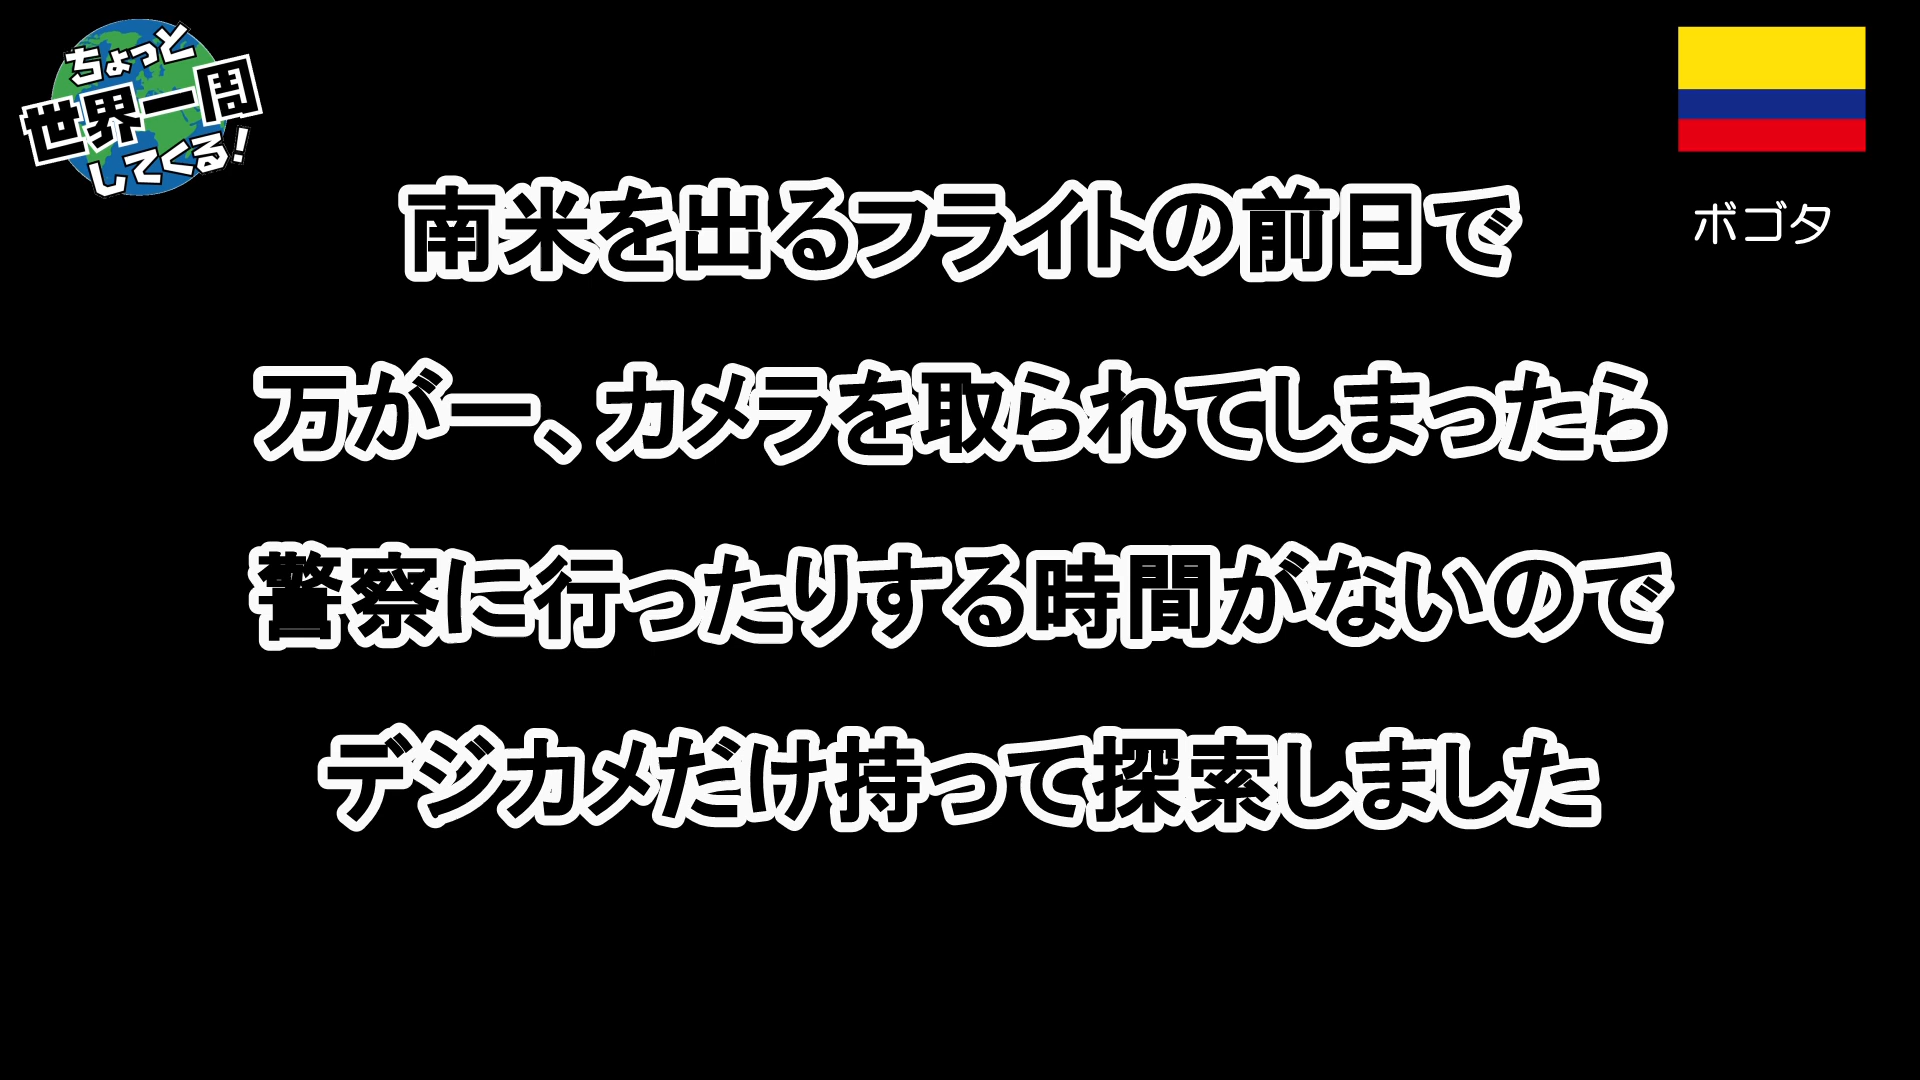 ちょっと
世界一周
してくる!
ボゴタ
南米を出るフライトの前日で
万が一、カメラを取られてしまったら
警察に行ったりする時間がないので
デジカメだけ持って探索しました